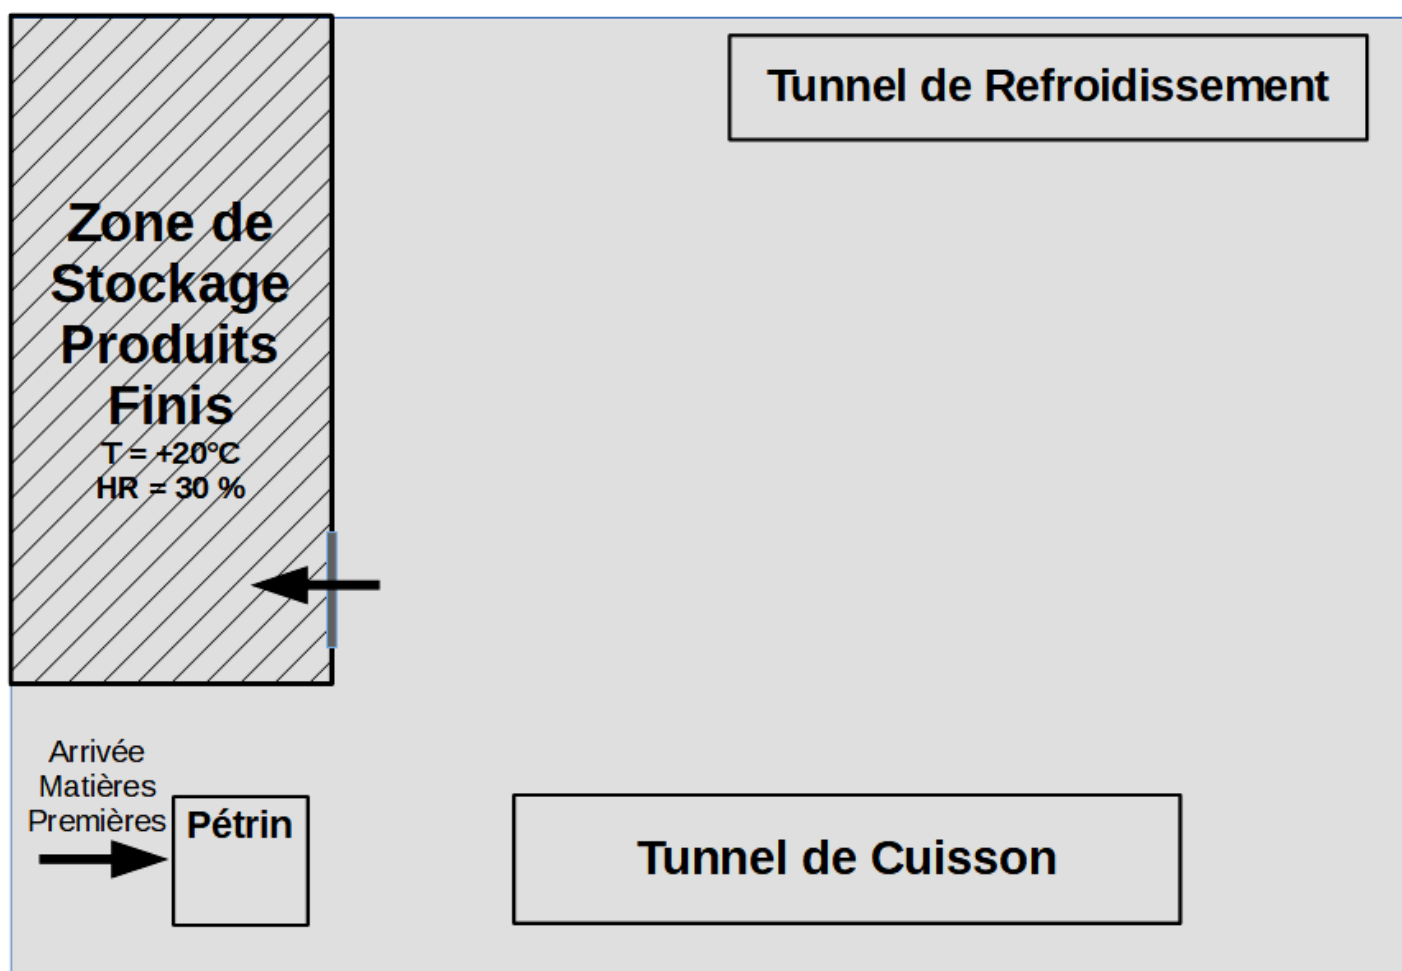 Tunnel de Refroidissement
Zone de
Stockage
Produits
Finis
T = +20°C
HR = 30 %
Arrivée
Matières
Premières
Pétrin
Tunnel de Cuisson